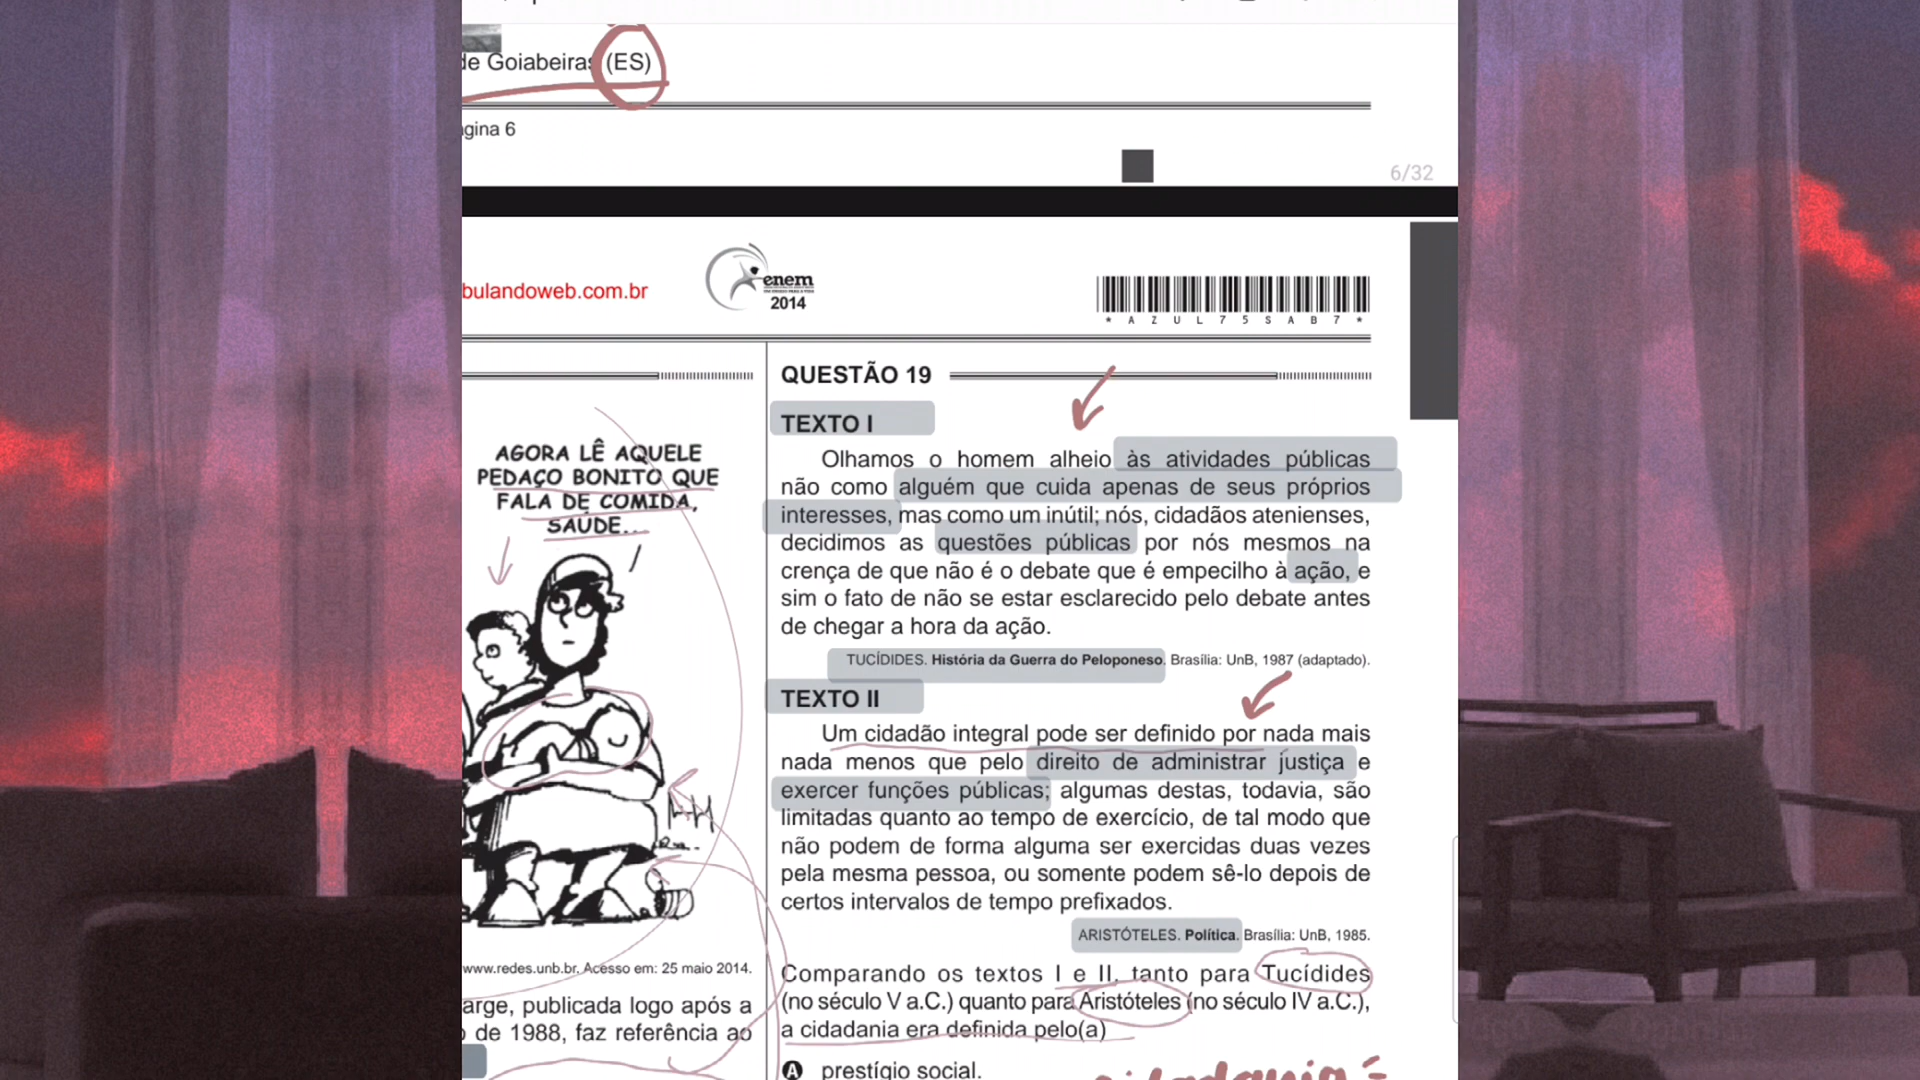 de Goiabeiras (ES)
ágina 6
6/32
bulandoweb.com.br
enem
2014
* A Z U L 7 5 S A B 7 *
AGORA LÊ AQUELE
PEDAÇO BONITO QUE
FALA DE COMIDA,
SAÚDE...
www.redes.unb.br. Acesso em: 25 maio 2014.
arge, publicada logo após a
o de 1988, faz referência ao
QUESTÃO 19
TEXTO I
Olhamos o homem alheio às atividades públicas
não como alguém que cuida apenas de seus próprios
interesses, mas como um inútil; nós, cidadãos atenienses,
decidimos as questões públicas por nós mesmos na
crença de que não é o debate que é empecilho à ação, e
sim o fato de não se estar esclarecido pelo debate antes
de chegar a hora da ação.
TUCÍDIDES. História da Guerra do Peloponeso. Brasília: UnB, 1987 (adaptado).
TEXTO II
Um cidadão integral pode ser definido por nada mais
nada menos que pelo direito de administrar justiça e
exercer funções públicas; algumas destas, todavia, são
limitadas quanto ao tempo de exercício, de tal modo que
não podem de forma alguma ser exercidas duas vezes
pela mesma pessoa, ou somente podem sê-lo depois de
certos intervalos de tempo prefixados.
ARISTÓTELES. Política. Brasília: UnB, 1985.
Comparando os textos I e II, tanto para Tucídides
(no século V a.C.) quanto para Aristóteles (no século IV a.C.),
a cidadania era definida pelo(a)
A prestígio social.
cidadania =